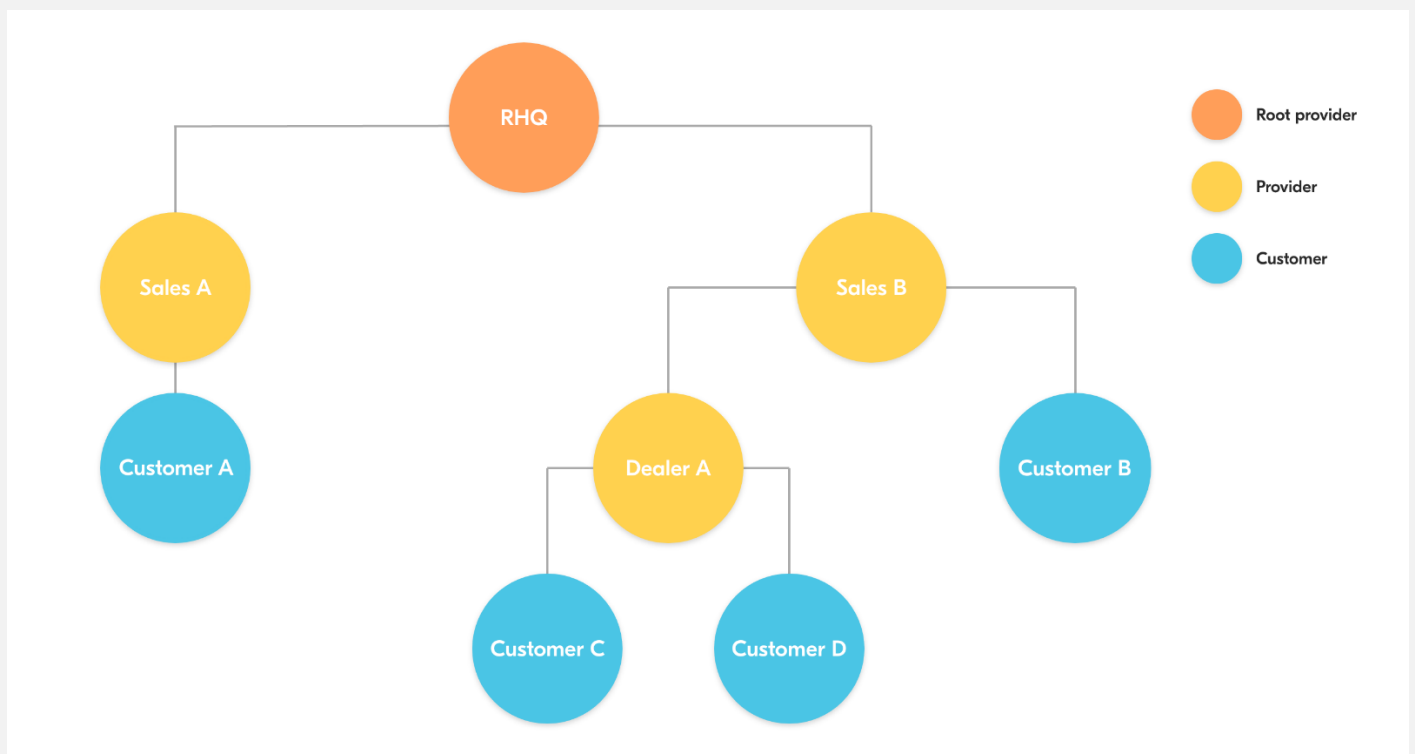 RHQ
Root provider
Provider
Customer
Sales A
Sales B
Customer A
Dealer A
Customer B
Customer C
Customer D